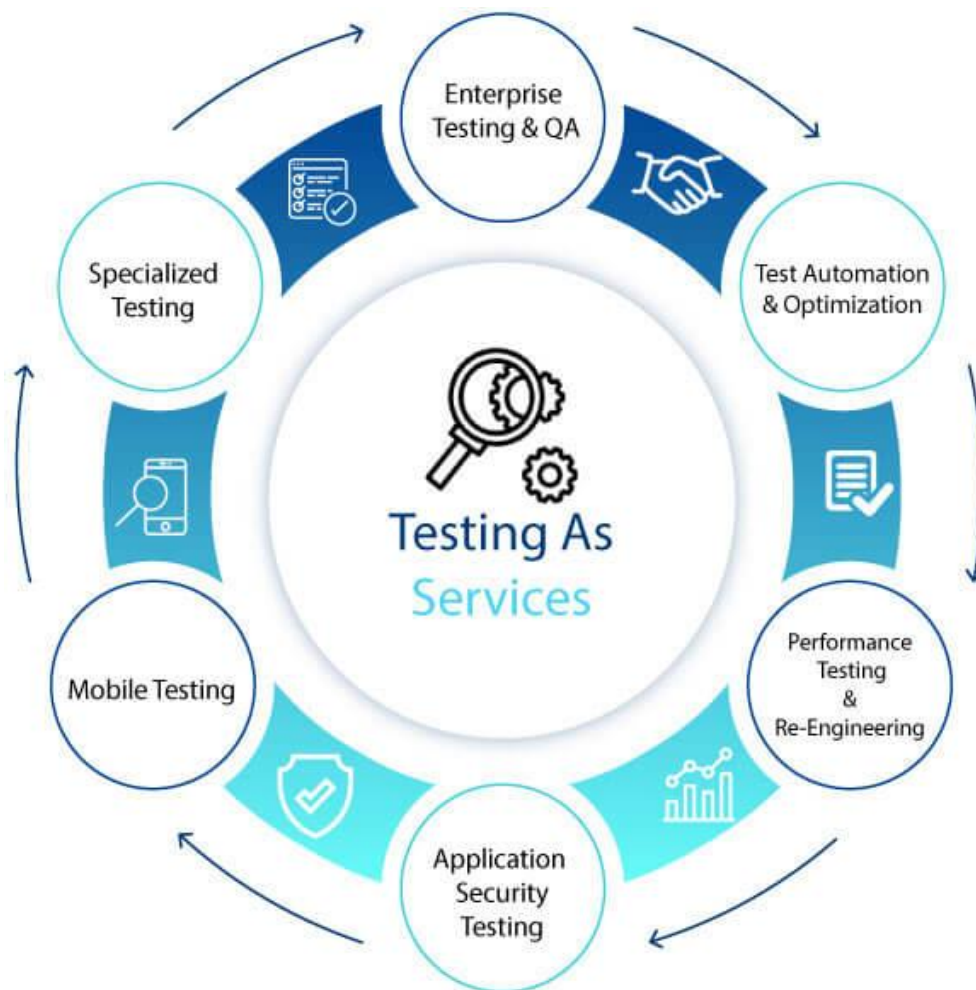 Enterprise
Testing & QA
Specialized
Testing
Test Automation
& Optimization
Testing As
Services
Mobile Testing
Performance
Testing
&
Re-Engineering
Application
Security
Testing